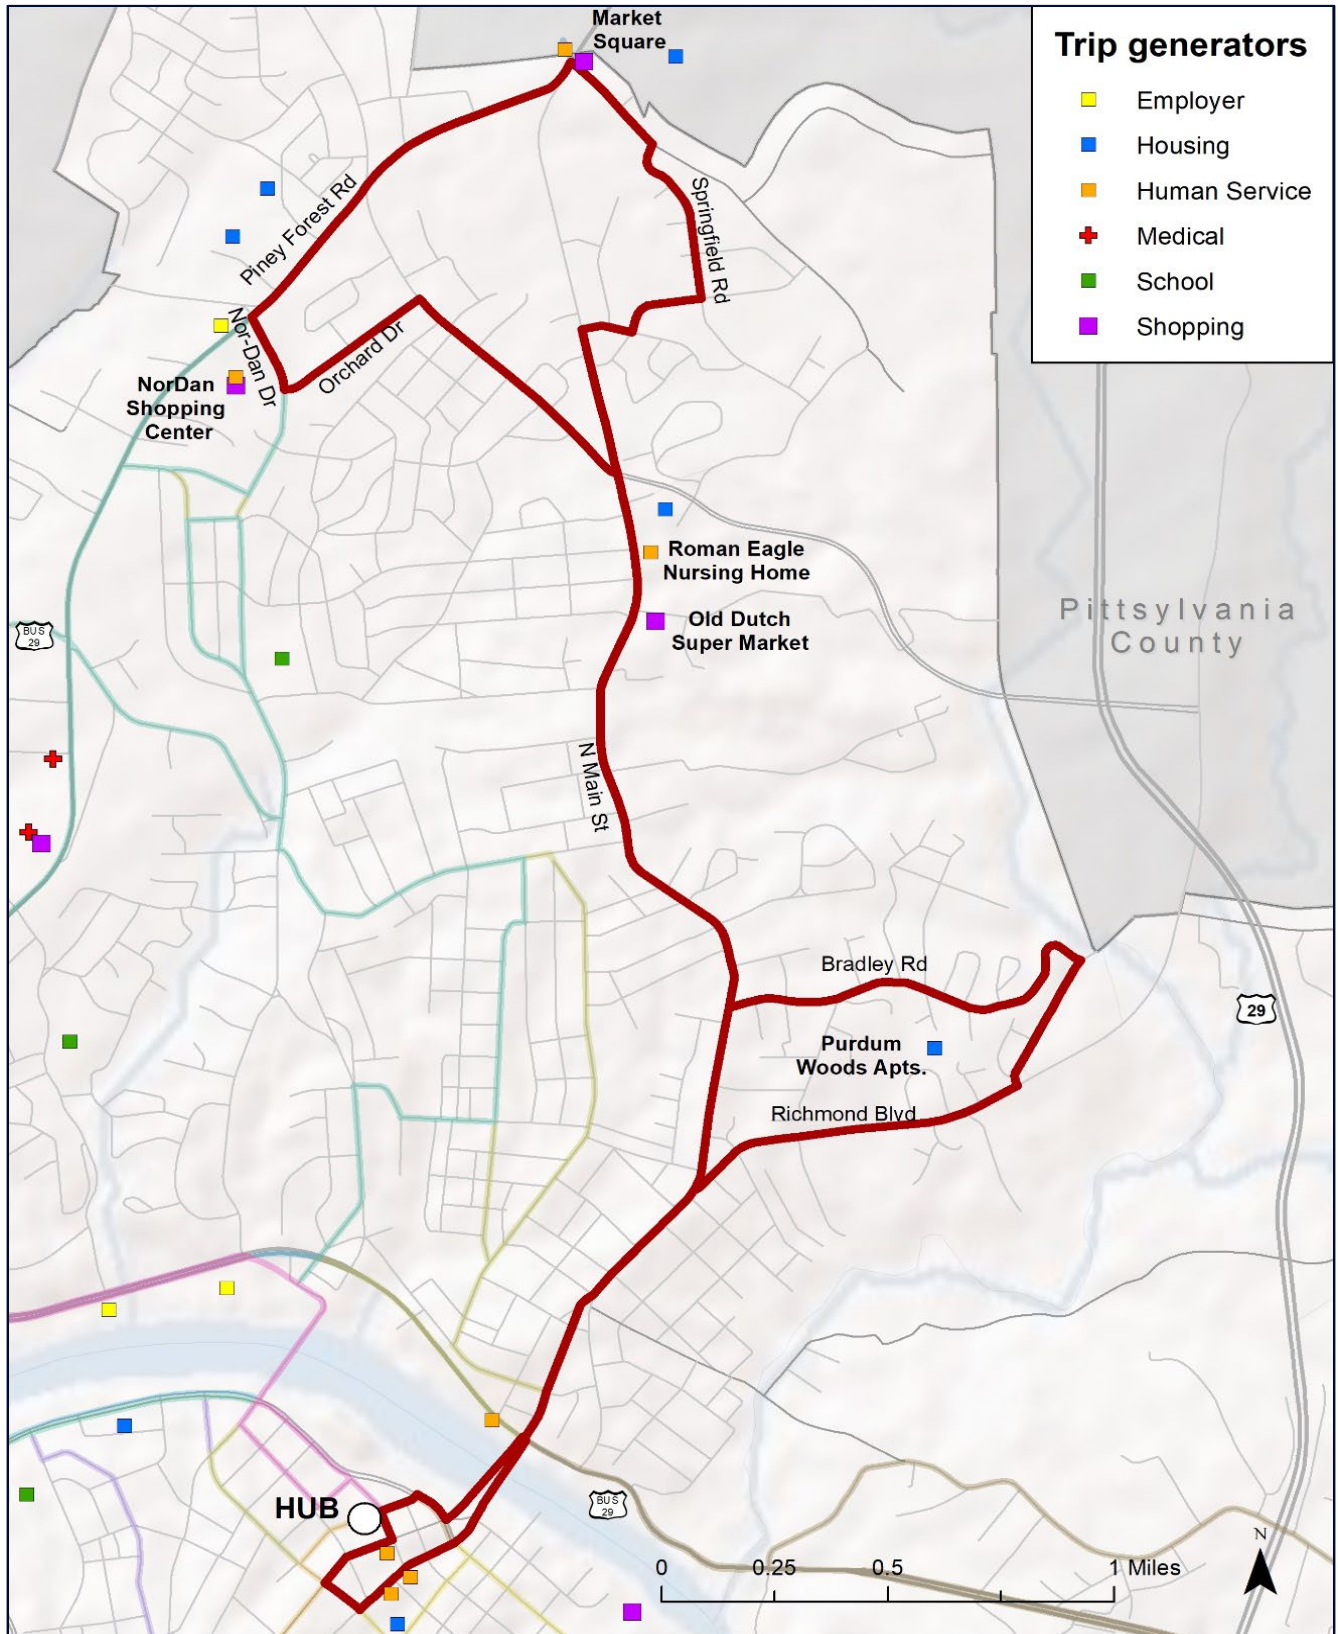 Market
Square
Trip generators
Employer
Housing
Human Service
Medical
School
Shopping
Piney Forest Rd
Springfield Rd
Nor-Dan Dr
Orchard Dr
NorDan
Shopping
Center
Roman Eagle
Nursing Home
Old Dutch
Super Market
Pittsylvania
County
BUS
29
N Main St
Bradley Rd
29
Purdum
Woods Apts.
Richmond Blvd
HUB
BUS
29
N
0 0.25 0.5 1 Miles